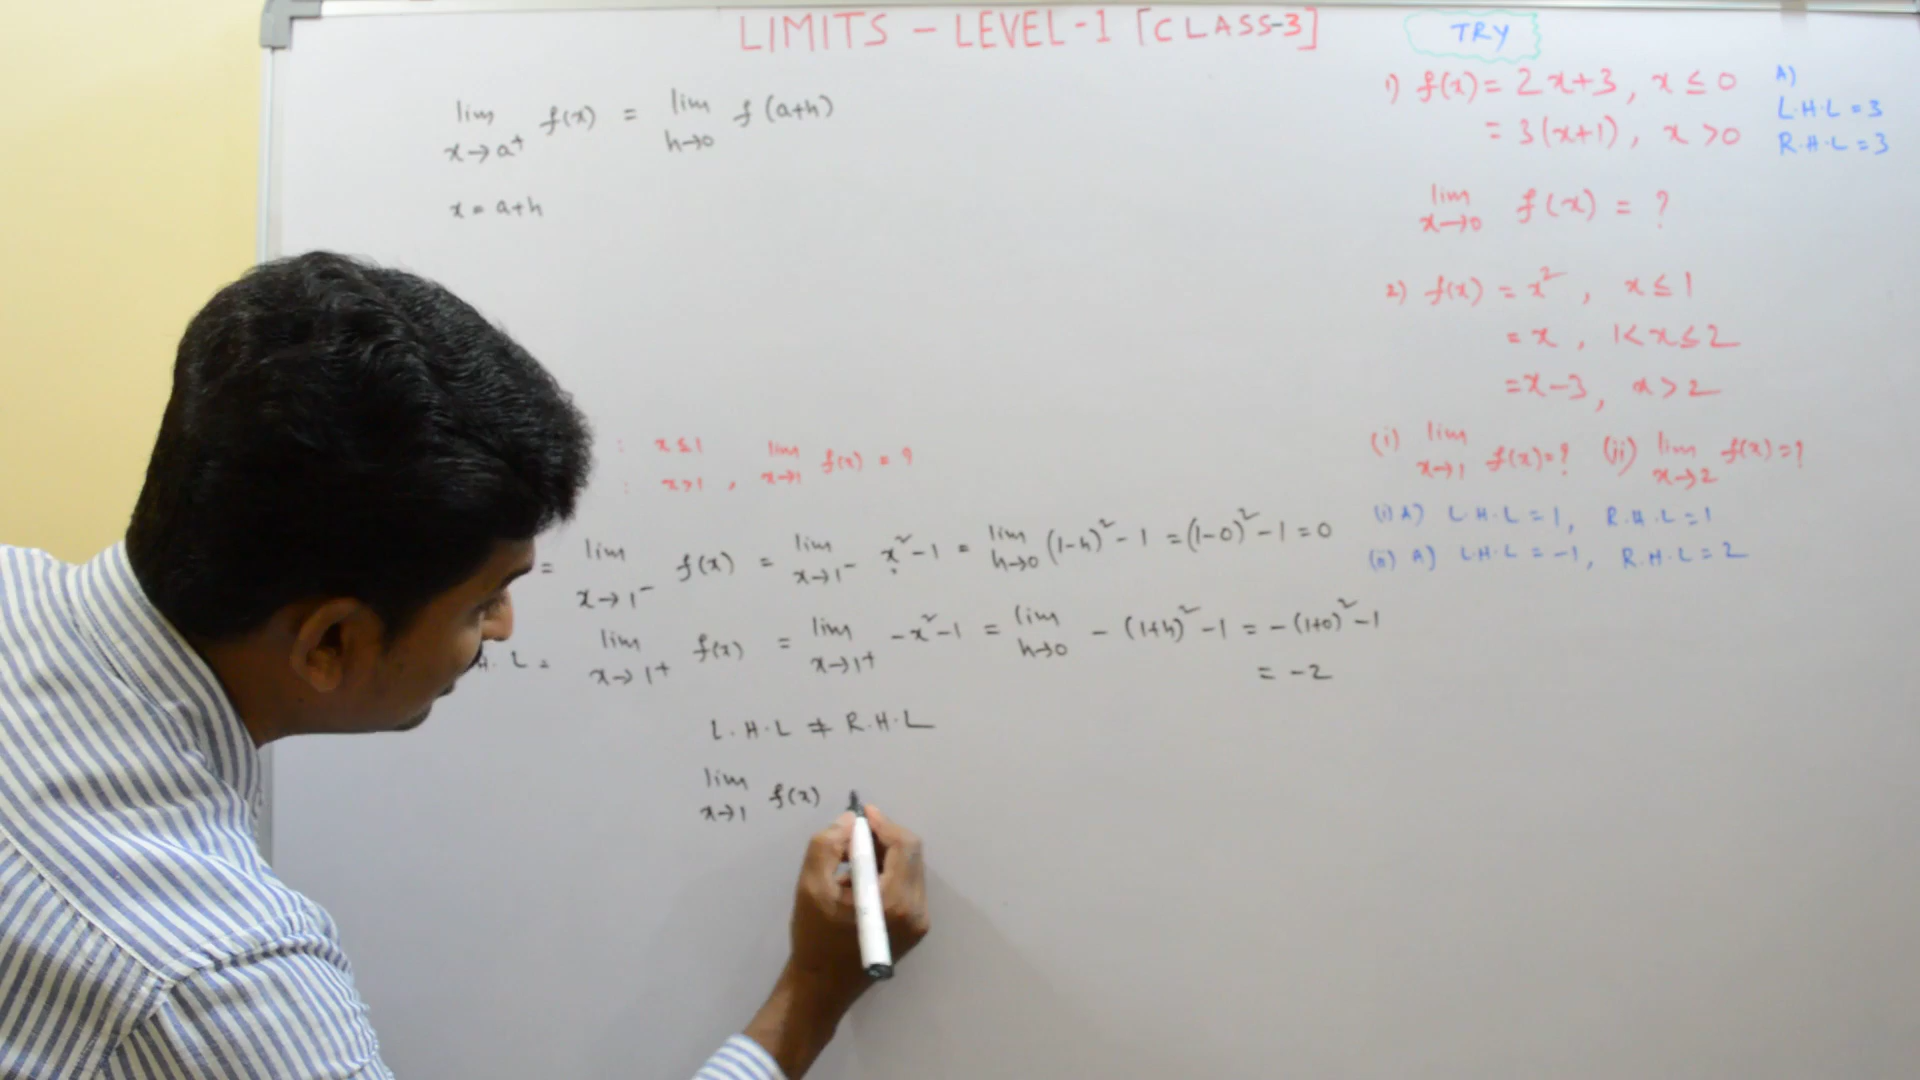 LIMITS – LEVEL-1 [CLASS-3]
lim f(x) = lim f(a+h)
x→a⁺ h→0
x = a+h
: x≤1 lim f(x) = ?
: x>1 , x→1
= lim f(x) = lim x²-1 = lim (1-h)²-1 = (1-0)²-1 = 0
x→1⁻ x→1⁻ h→0
H. L = lim f(x) = lim -x²-1 = lim -(1+h)²-1 = -(1+0)²-1
x→1⁺ x→1⁺ h→0
= -2
L.H.L ≠ R.H.L
lim f(x)
x→1
TRY
1) f(x) = 2x+3, x≤0
= 3(x+1), x>0
A)
L.H.L = 3
R.H.L = 3
lim f(x) = ?
x→0
2) f(x) = x² , x≤1
= x , 1<x≤2
= x-3, x>2
(i) lim f(x)=? (ii) lim f(x)=?
x→1 x→2
(i) A) L.H.L = 1, R.H.L = 1
(ii) A) L.H.L = -1, R.H.L = 2